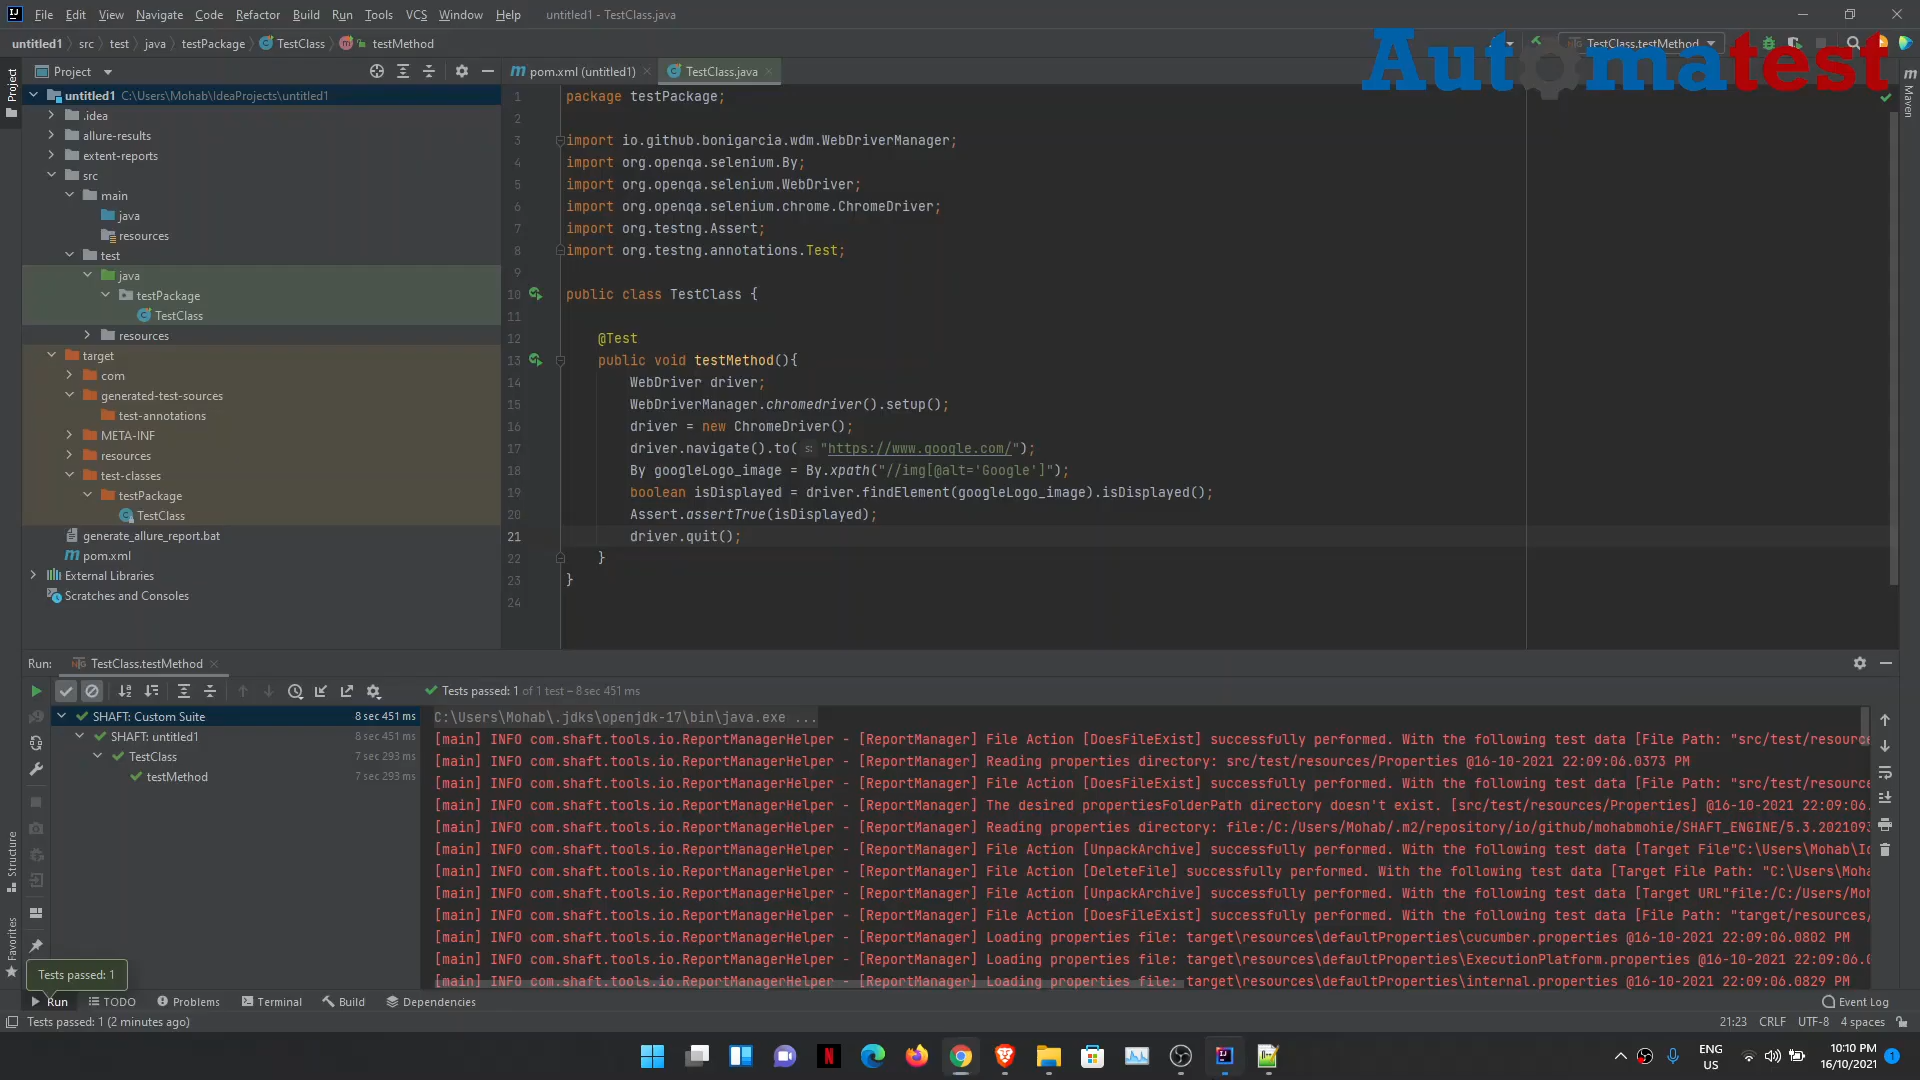 File Edit View Navigate Code Refactor Build Run Tools VCS Window Help untitled1 - TestClass.java
untitled1 src test java testPackage TestClass testMethod
TestClass.testMethod
Automatest
Project
pom.xml (untitled1)
TestClass.java
Project
Maven
untitled1 C:\Users\Mohab\IdeaProjects\untitled1
.idea
allure-results
extent-reports
src
main
java
resources
test
java
testPackage
TestClass
resources
target
com
generated-test-sources
test-annotations
META-INF
resources
test-classes
testPackage
TestClass
generate_allure_report.bat
pom.xml
External Libraries
Scratches and Consoles
1 package testPackage;
2
3 import io.github.bonigarcia.wdm.WebDriverManager;
4 import org.openqa.selenium.By;
5 import org.openqa.selenium.WebDriver;
6 import org.openqa.selenium.chrome.ChromeDriver;
7 import org.testng.Assert;
8 import org.testng.annotations.Test;
9
10 public class TestClass {
11
12 @Test
13 public void testMethod(){
14 WebDriver driver;
15 WebDriverManager.chromedriver().setup();
16 driver = new ChromeDriver();
17 driver.navigate().to( s: "https://www.google.com/");
18 By googleLogo_image = By.xpath("//img[@alt='Google']");
19 boolean isDisplayed = driver.findElement(googleLogo_image).isDisplayed();
20 Assert.assertTrue(isDisplayed);
21 driver.quit();
22 }
23 }
24
Run: TestClass.testMethod
Tests passed: 1 of 1 test – 8 sec 451 ms
SHAFT: Custom Suite 8 sec 451 ms
SHAFT: untitled1 8 sec 451 ms
TestClass 7 sec 293 ms
testMethod 7 sec 293 ms
C:\Users\Mohab\.jdks\openjdk-17\bin\java.exe ...
[main] INFO com.shaft.tools.io.ReportManagerHelper - [ReportManager] File Action [DoesFileExist] successfully performed. With the following test data [File Path: "src/test/resource
[main] INFO com.shaft.tools.io.ReportManagerHelper - [ReportManager] Reading properties directory: src/test/resources/Properties @16-10-2021 22:09:06.0373 PM
[main] INFO com.shaft.tools.io.ReportManagerHelper - [ReportManager] File Action [DoesFileExist] successfully performed. With the following test data [File Path: "src/test/resource
[main] INFO com.shaft.tools.io.ReportManagerHelper - [ReportManager] The desired propertiesFolderPath directory doesn't exist. [src/test/resources/Properties] @16-10-2021 22:09:06.
[main] INFO com.shaft.tools.io.ReportManagerHelper - [ReportManager] Reading properties directory: file:/C:/Users/Mohab/.m2/repository/io/github/mohabmohie/SHAFT_ENGINE/5.3.2021093
[main] INFO com.shaft.tools.io.ReportManagerHelper - [ReportManager] File Action [UnpackArchive] successfully performed. With the following test data [Target File"C:\Users\Mohab\Id
[main] INFO com.shaft.tools.io.ReportManagerHelper - [ReportManager] File Action [DeleteFile] successfully performed. With the following test data [Target File Path: "C:\Users\Moha
[main] INFO com.shaft.tools.io.ReportManagerHelper - [ReportManager] File Action [UnpackArchive] successfully performed. With the following test data [Target URL"file:/C:/Users/Moh
[main] INFO com.shaft.tools.io.ReportManagerHelper - [ReportManager] File Action [DoesFileExist] successfully performed. With the following test data [File Path: "target/resources/
[main] INFO com.shaft.tools.io.ReportManagerHelper - [ReportManager] Loading properties file: target\resources\defaultProperties\cucumber.properties @16-10-2021 22:09:06.0802 PM
[main] INFO com.shaft.tools.io.ReportManagerHelper - [ReportManager] Loading properties file: target\resources\defaultProperties\ExecutionPlatform.properties @16-10-2021 22:09:06.0
[main] INFO com.shaft.tools.io.ReportManagerHelper - [ReportManager] Loading properties file: target\resources\defaultProperties\internal.properties @16-10-2021 22:09:06.0829 PM
Structure
Favorites
Tests passed: 1
Run TODO Problems Terminal Build Dependencies Event Log
Tests passed: 1 (2 minutes ago) 21:23 CRLF UTF-8 4 spaces
ENG
US
10:10 PM
16/10/2021
1